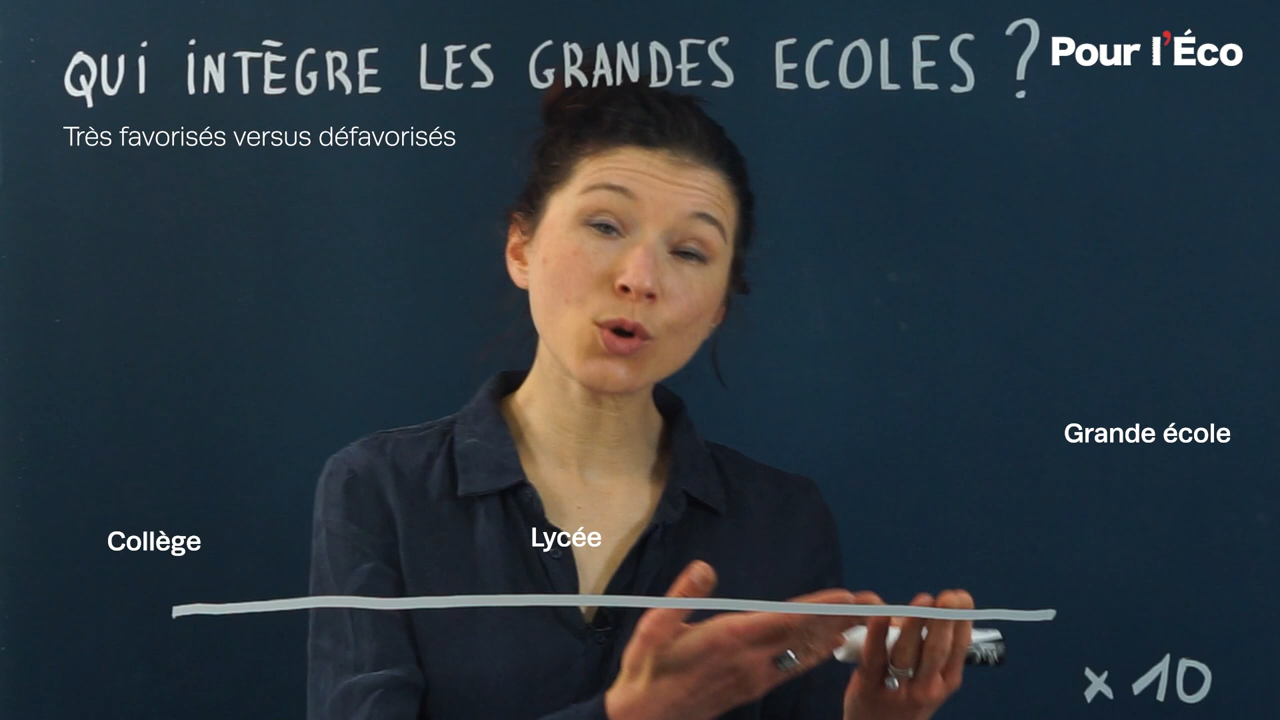 QUI INTÈGRE LES GRANDES ECOLES ?
Pour l'Éco
Très favorisés versus défavorisés
Grande école
Collège
Lycée
x 10